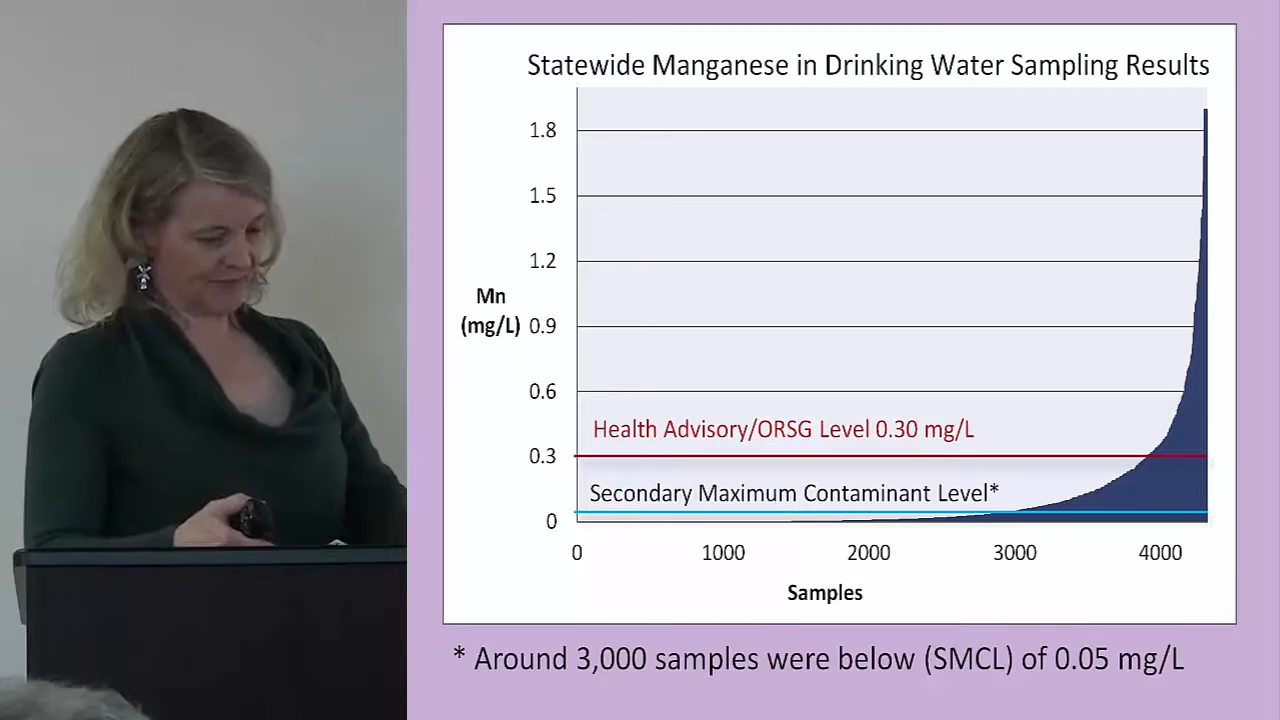 Statewide Manganese in Drinking Water Sampling Results
1.8
1.5
1.2
Mn
(mg/L)
0.9
0.6
Health Advisory/ORSG Level 0.30 mg/L
0.3
Secondary Maximum Contaminant Level*
0
0 1000 2000 3000 4000
Samples
* Around 3,000 samples were below (SMCL) of 0.05 mg/L